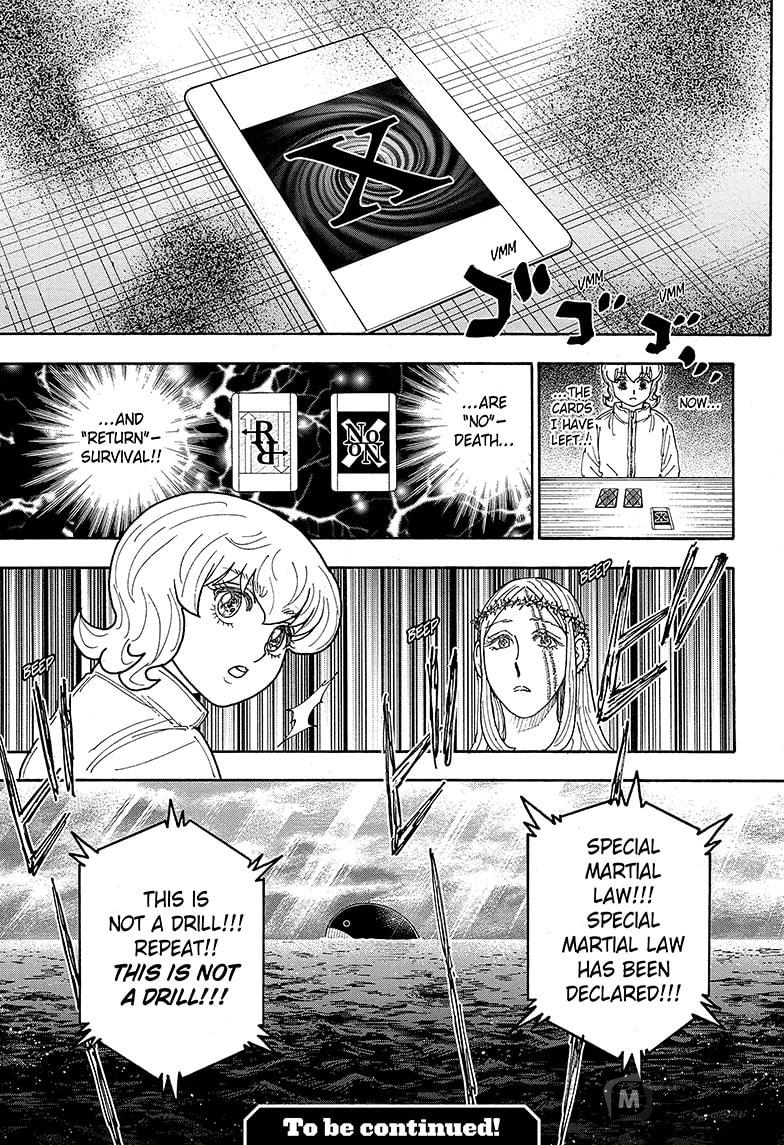 X
VMM
VMM
VMM
ゴゴゴ
NOW...
...THE
CARDS
I HAVE
LEFT...
X
...ARE
"NO"-
DEATH...
No
No
R
R
...AND
"RETURN"-
SURVIVAL!!
BEEP
BEEP
BEEP
BEEP
SPECIAL
MARTIAL
LAW!!!
SPECIAL
MARTIAL LAW
HAS BEEN
DECLARED!!!
THIS IS
NOT A DRILL!!!
REPEAT!!
THIS IS NOT
A DRILL!!!
To be continued!
M